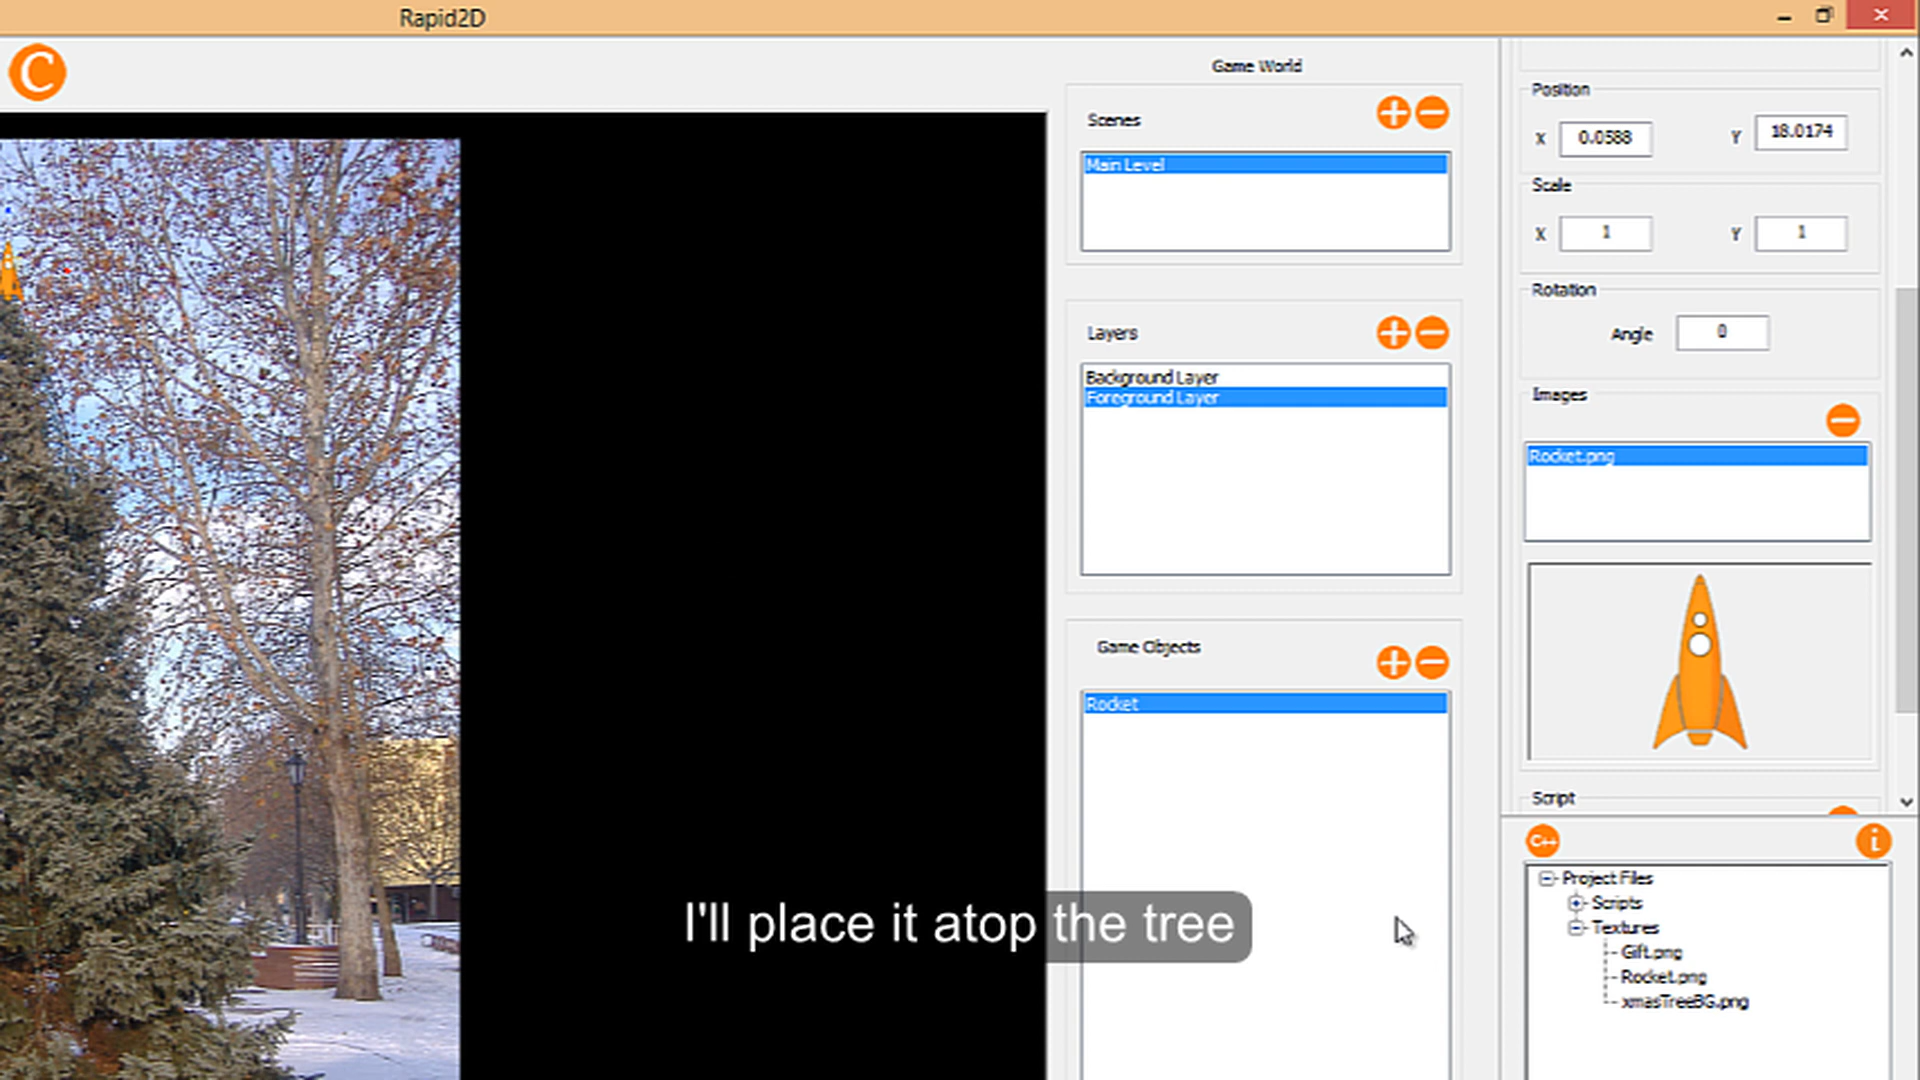 Rapid2D
C
Game World
Scenes
Main Level
Layers
Background Layer
Foreground Layer
Game Objects
Rocket
Position
X 0.0588 Y 18.0174
Scale
X 1 Y 1
Rotation
Angle 0
Images
Rocket.png
Script
C++ i
Project Files
Scripts
Textures
Gift.png
Rocket.png
xmasTreeBG.png
I'll place it atop the tree